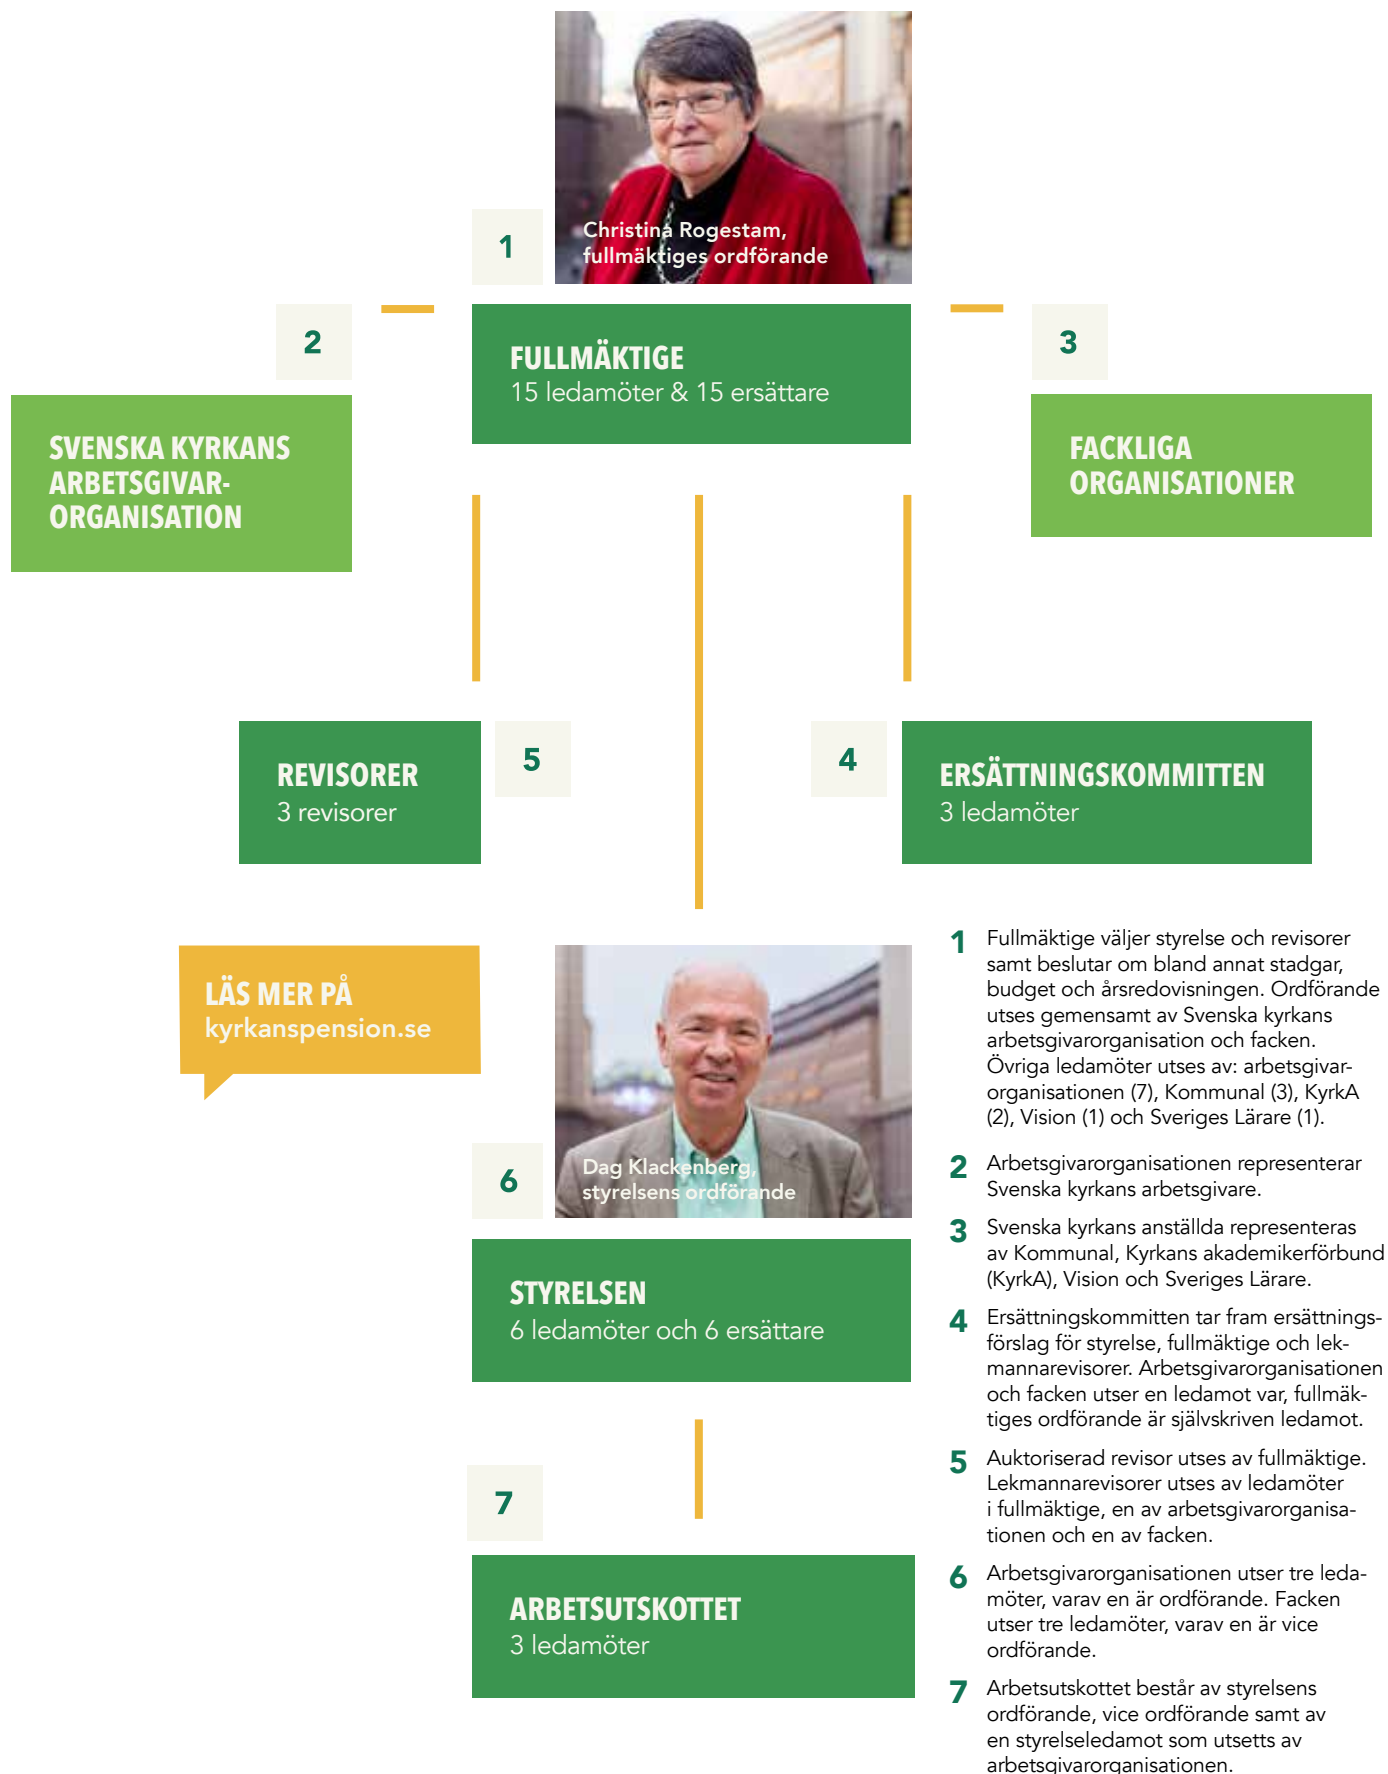 Christina Rogestam,
fullmäktiges ordförande
1
2
3
FULLMÄKTIGE
15 ledamöter & 15 ersättare
SVENSKA KYRKANS
ARBETSGIVAR-
ORGANISATION
FACKLIGA
ORGANISATIONER
REVISORER
3 revisorer
5
4
ERSÄTTNINGSKOMMITTEN
3 ledamöter
LÄS MER PÅ
kyrkanspension.se
Dag Klackenberg,
styrelsens ordförande
6
STYRELSEN
6 ledamöter och 6 ersättare
7
ARBETSUTSKOTTET
3 ledamöter
1 Fullmäktige väljer styrelse och revisorer
samt beslutar om bland annat stadgar,
budget och årsredovisningen. Ordförande
utses gemensamt av Svenska kyrkans
arbetsgivarorganisation och facken.
Övriga ledamöter utses av: arbetsgivar-
organisationen (7), Kommunal (3), KyrkA
(2), Vision (1) och Sveriges Lärare (1).
2 Arbetsgivarorganisationen representerar
Svenska kyrkans arbetsgivare.
3 Svenska kyrkans anställda representeras
av Kommunal, Kyrkans akademikerförbund
(KyrkA), Vision och Sveriges Lärare.
4 Ersättningskommitten tar fram ersättnings-
förslag för styrelse, fullmäktige och lek-
mannarevisorer. Arbetsgivarorganisationen
och facken utser en ledamot var, fullmäk-
tiges ordförande är självskriven ledamot.
5 Auktoriserad revisor utses av fullmäktige.
Lekmannarevisorer utses av ledamöter
i fullmäktige, en av arbetsgivarorganisa-
tionen och en av facken.
6 Arbetsgivarorganisationen utser tre leda-
möter, varav en är ordförande. Facken
utser tre ledamöter, varav en är vice
ordförande.
7 Arbetsutskottet består av styrelsens
ordförande, vice ordförande samt av
en styrelseledamot som utsetts av
arbetsgivarorganisationen.